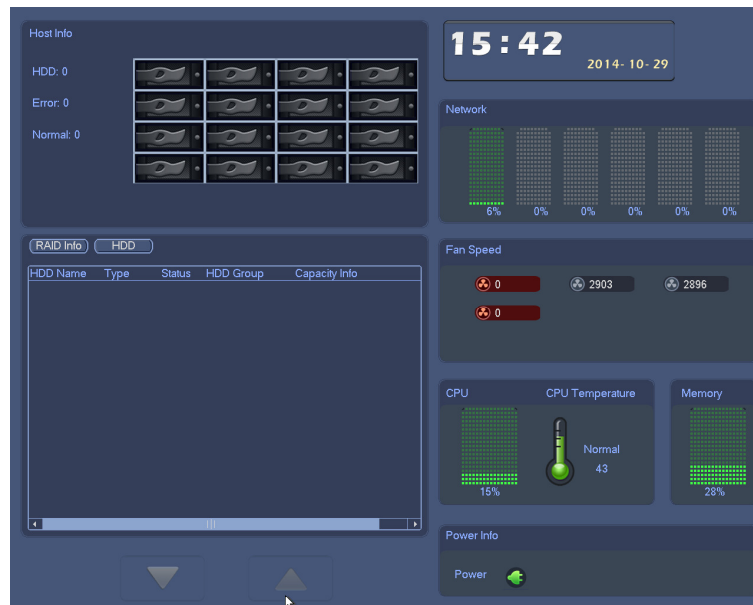 Host Info
HDD: 0
Error: 0
Normal: 0
15:42
2014-10-29
Network
6% 0% 0% 0% 0% 0%
RAID Info HDD
HDD Name Type Status HDD Group Capacity Info
Fan Speed
0 2903 2896
0
CPU CPU Temperature
Normal
43
15%
Memory
28%
Power Info
Power